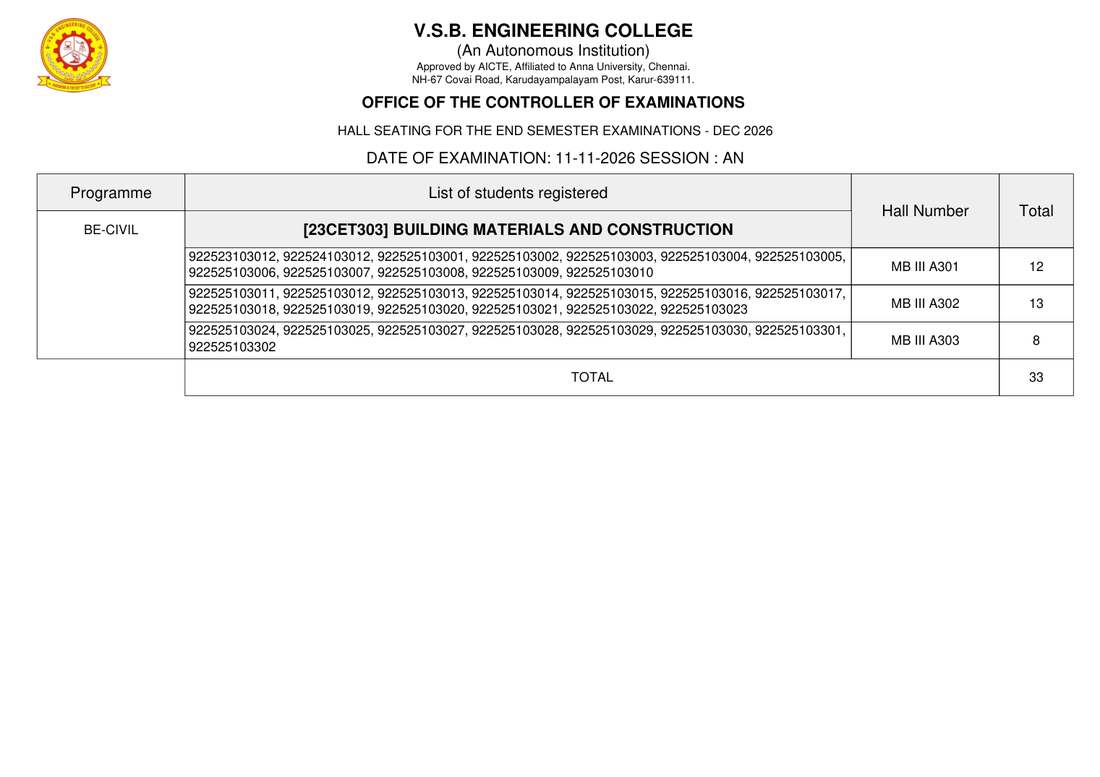 V.S.B. ENGINEERING COLLEGE
(An Autonomous Institution)
Approved by AICTE, Affiliated to Anna University, Chennai.
NH-67 Covai Road, Karudayampalayam Post, Karur-639111.
OFFICE OF THE CONTROLLER OF EXAMINATIONS
HALL SEATING FOR THE END SEMESTER EXAMINATIONS - DEC 2026
DATE OF EXAMINATION: 11-11-2026 SESSION : AN
Programme List of students registered Hall Number Total
BE-CIVIL [23CET303] BUILDING MATERIALS AND CONSTRUCTION
922523103012, 922524103012, 922525103001, 922525103002, 922525103003, 922525103004, 922525103005,
922525103006, 922525103007, 922525103008, 922525103009, 922525103010
MB III A301 12
922525103011, 922525103012, 922525103013, 922525103014, 922525103015, 922525103016, 922525103017,
922525103018, 922525103019, 922525103020, 922525103021, 922525103022, 922525103023
MB III A302 13
922525103024, 922525103025, 922525103027, 922525103028, 922525103029, 922525103030, 922525103301,
922525103302
MB III A303 8
TOTAL 33